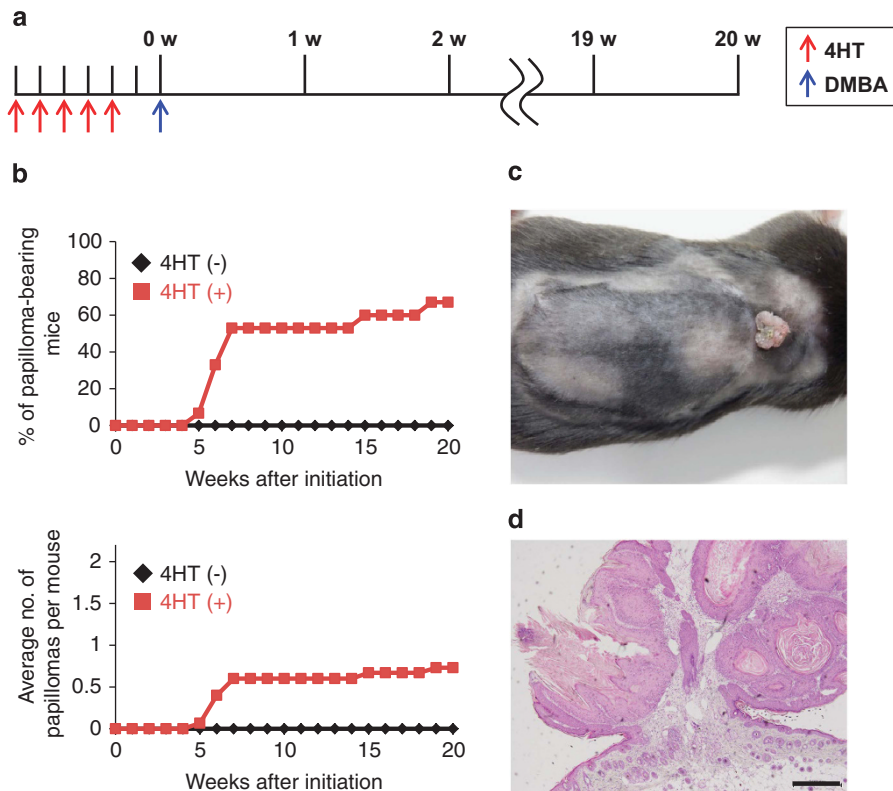 a
0 w
1 w
2 w
19 w
20 w
4HT
DMBA
b
% of papilloma-bearing
mice
100
80
60
40
20
0
4HT (-)
4HT (+)
0
5
10
15
20
Weeks after initiation
Average no. of
papillomas per mouse
2
1.5
1
0.5
0
4HT (-)
4HT (+)
0
5
10
15
20
Weeks after initiation
c
d